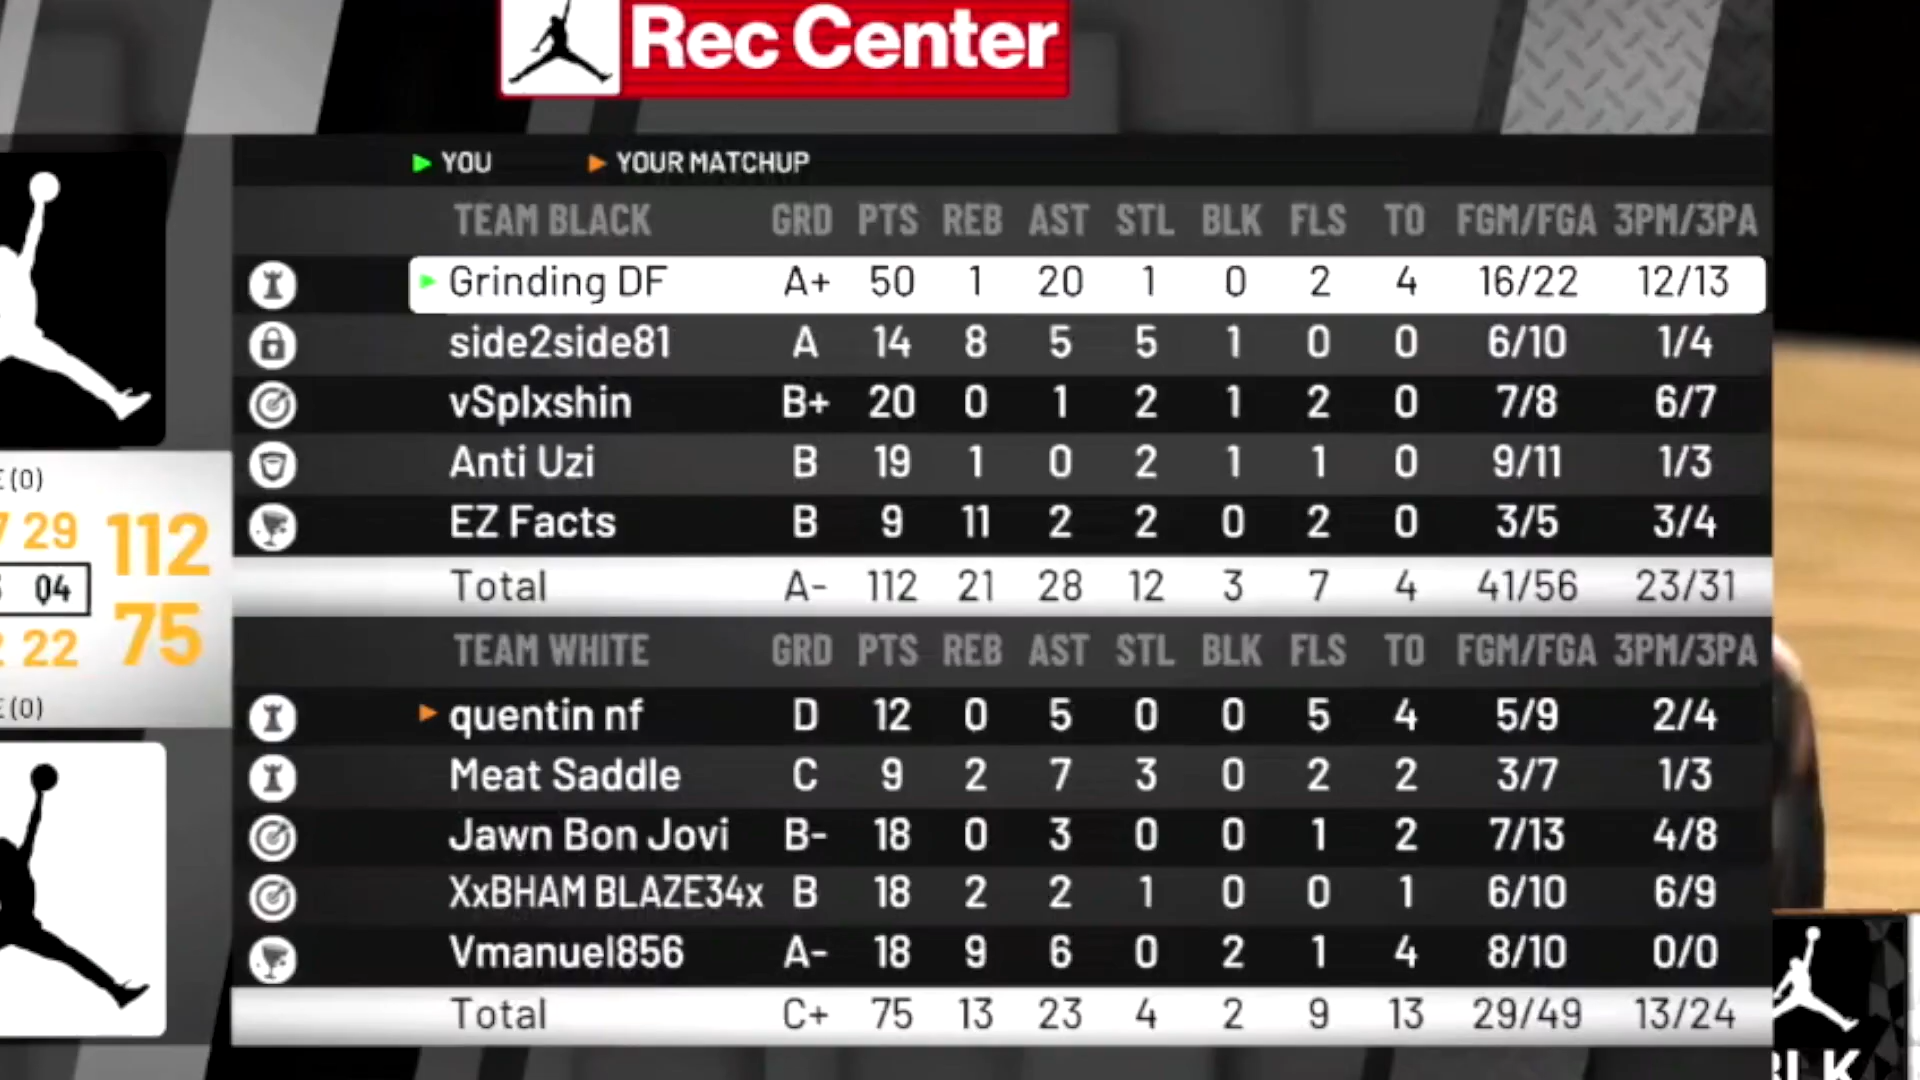 Rec Center
YOU YOUR MATCHUP
TEAM BLACK GRD PTS REB AST STL BLK FLS TO FGM/FGA 3PM/3PA
Grinding DF A+ 50 1 20 1 0 2 4 16/22 12/13
side2side81 A 14 8 5 5 1 0 0 6/10 1/4
vSplxshin B+ 20 0 1 2 1 2 0 7/8 6/7
Anti Uzi B 19 1 0 2 1 1 0 9/11 1/3
EZ Facts B 9 11 2 2 0 2 0 3/5 3/4
Total A- 112 21 28 12 3 7 4 41/56 23/31
TEAM WHITE GRD PTS REB AST STL BLK FLS TO FGM/FGA 3PM/3PA
quentin nf D 12 0 5 0 0 5 4 5/9 2/4
Meat Saddle C 9 2 7 3 0 2 2 3/7 1/3
Jawn Bon Jovi B- 18 0 3 0 0 1 2 7/13 4/8
XxBHAM BLAZE34x B 18 2 2 1 0 0 1 6/10 6/9
Vmanuel856 A- 18 9 6 0 2 1 4 8/10 0/0
Total C+ 75 13 23 4 2 9 13 29/49 13/24
(0)
29 112
Q4
22 75
(0)